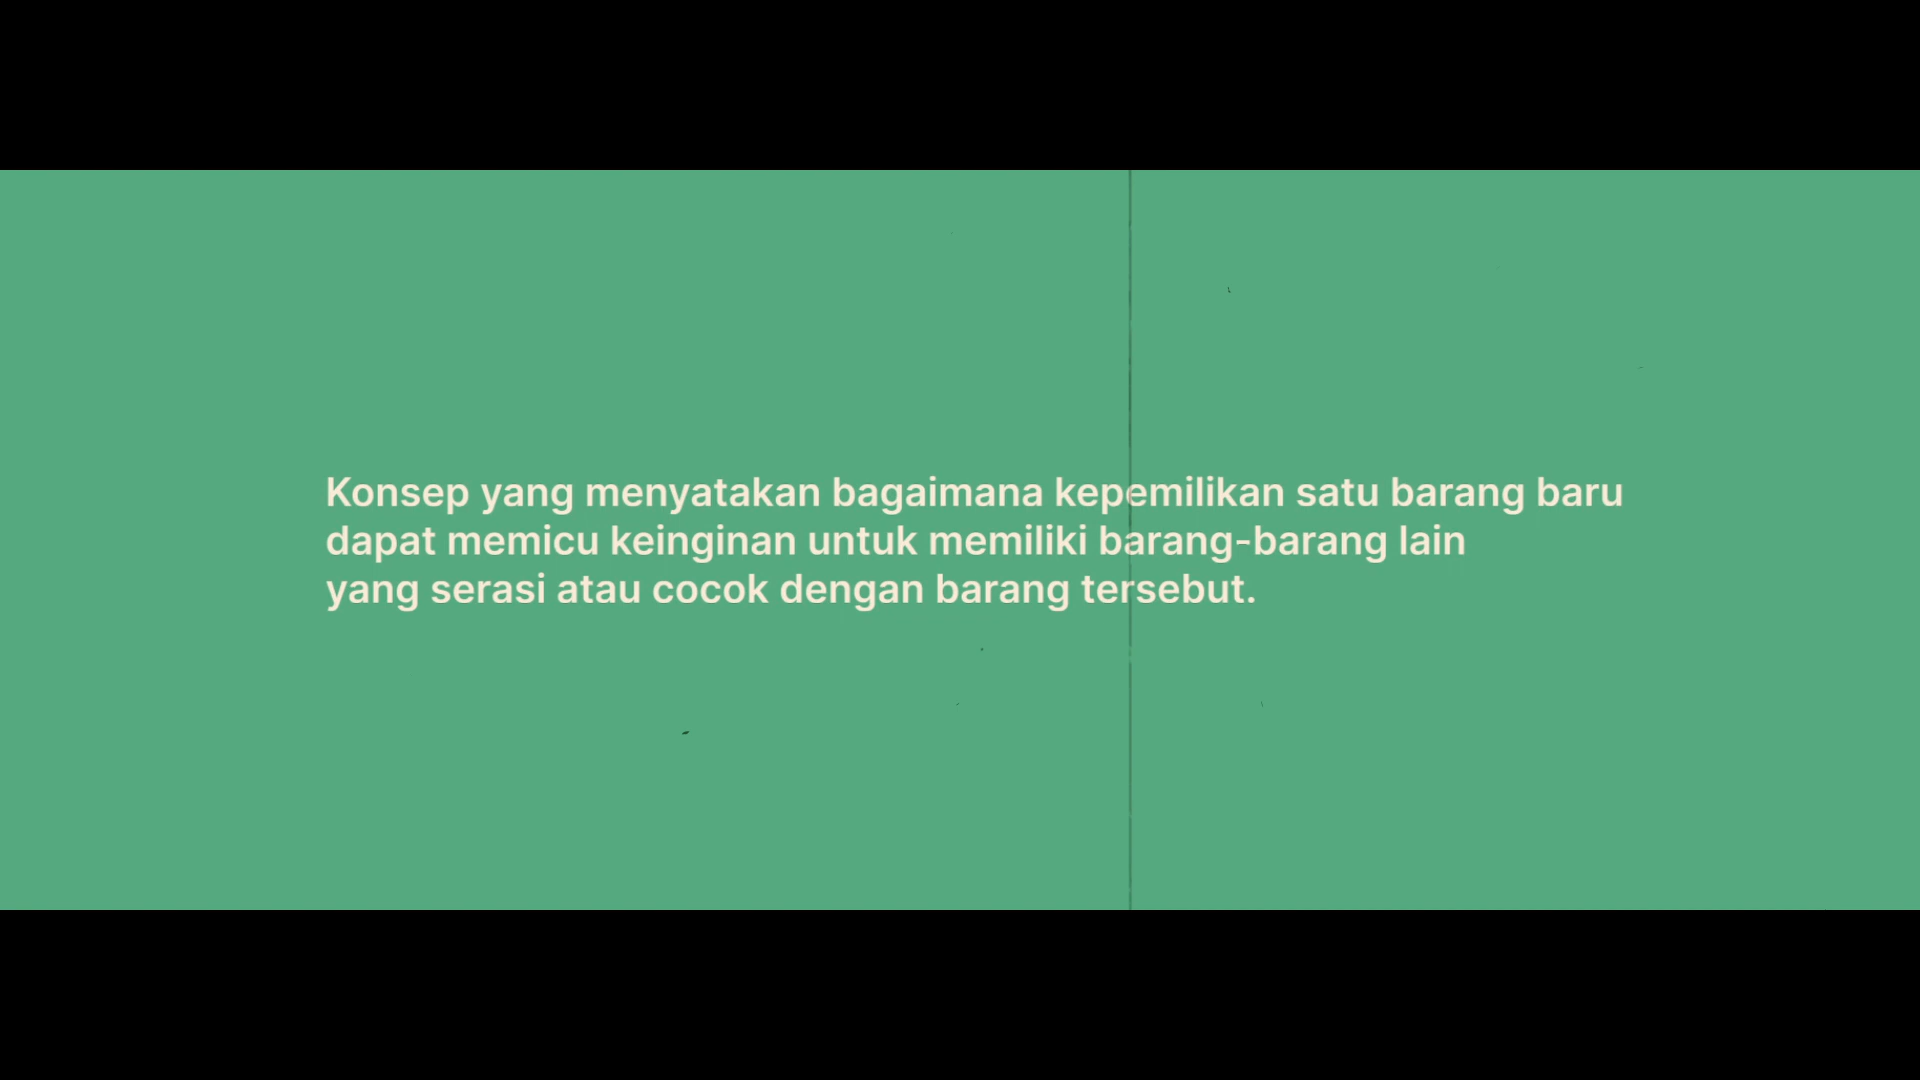 Konsep yang menyatakan bagaimana kepemilikan satu barang baru
dapat memicu keinginan untuk memiliki barang-barang lain
yang serasi atau cocok dengan barang tersebut.